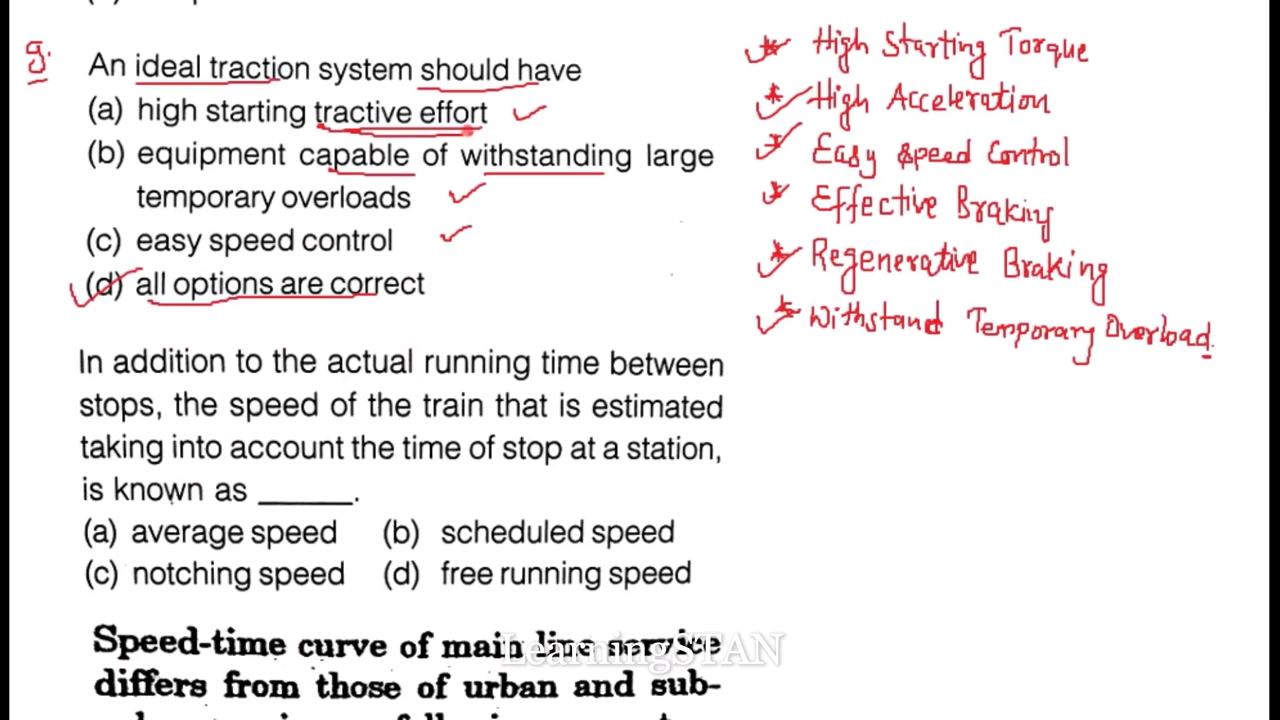 g.
An ideal traction system should have
(a) high starting tractive effort
(b) equipment capable of withstanding large
temporary overloads
(c) easy speed control
(d) all options are correct
High Starting Torque
High Acceleration
Easy Speed Control
Effective Braking
Regenerative Braking
Withstand Temporary Overload.
In addition to the actual running time between
stops, the speed of the train that is estimated
taking into account the time of stop at a station,
is known as ______.
(a) average speed (b) scheduled speed
(c) notching speed (d) free running speed
Speed-time curve of main line service
differs from those of urban and sub-
LearningSTAN